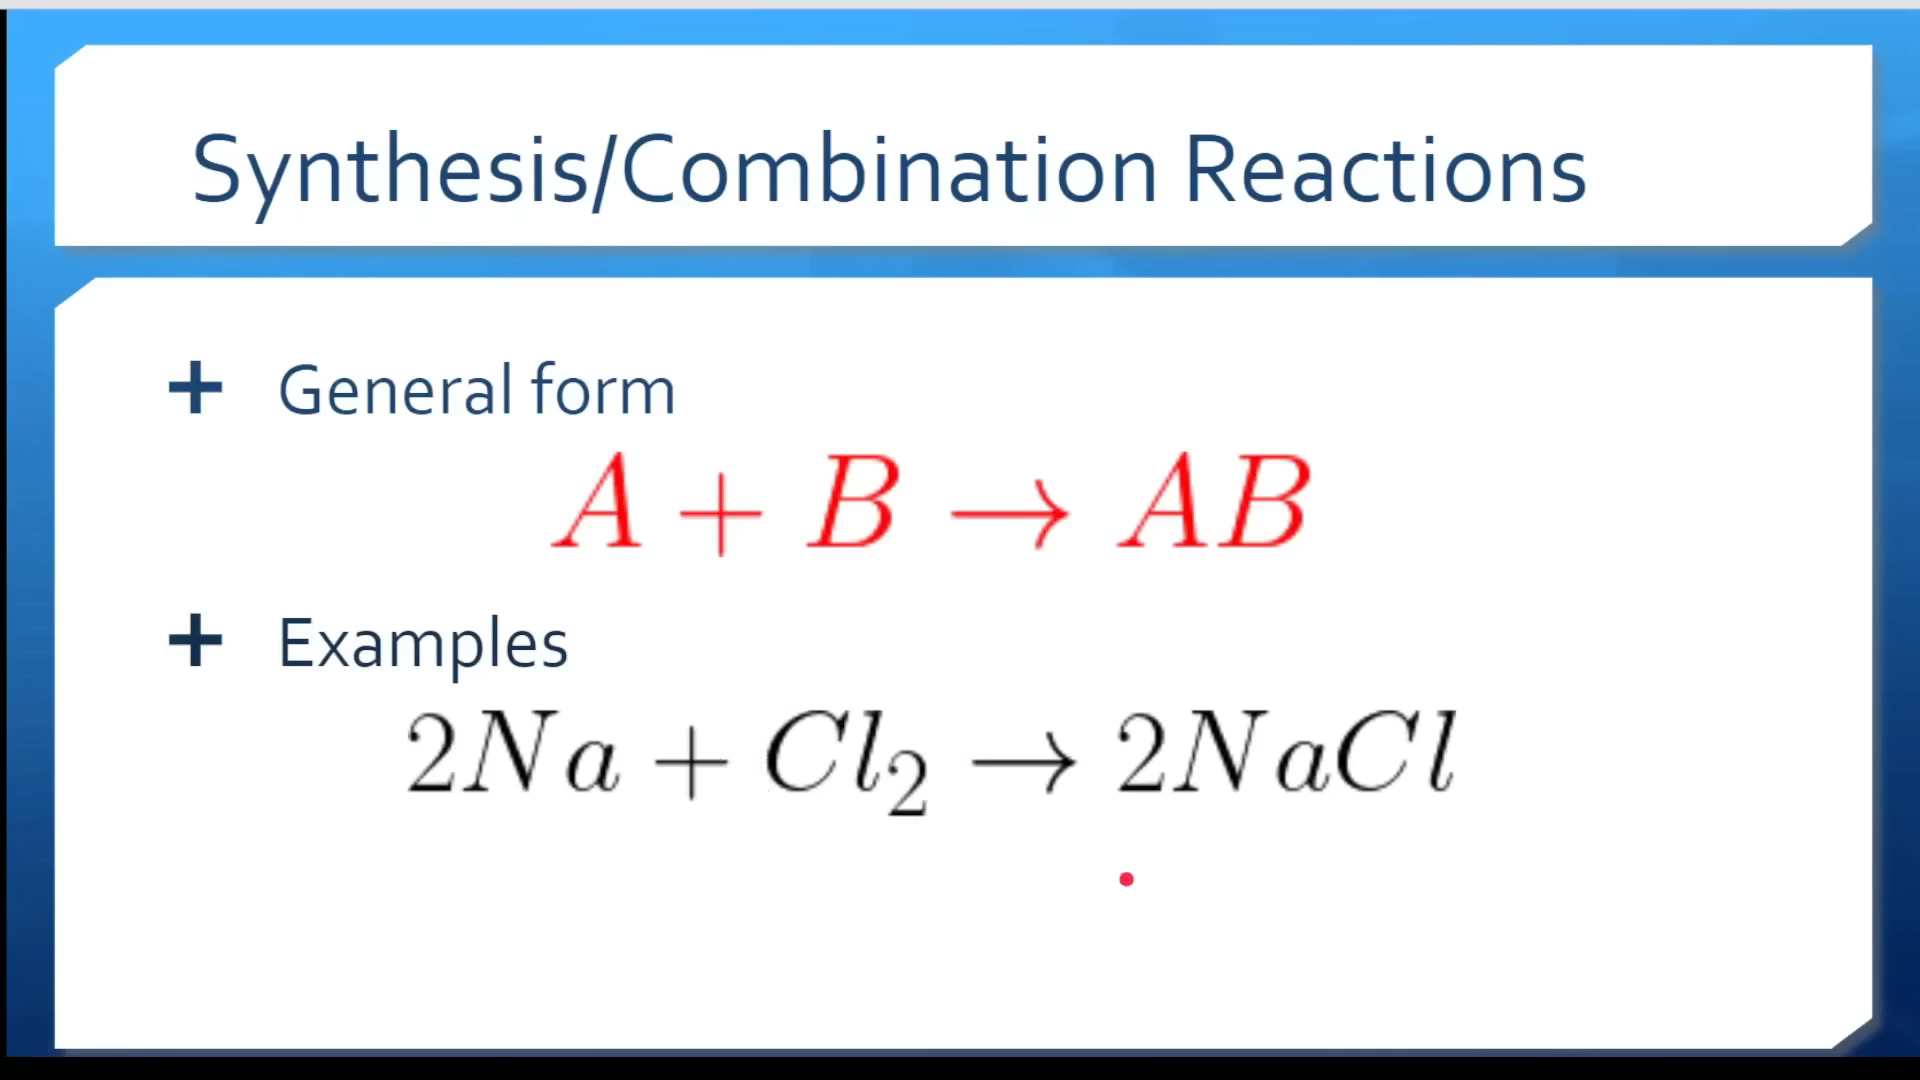 Synthesis/Combination Reactions
+ General form
A + B → AB
+ Examples
2Na + Cl₂ → 2NaCl